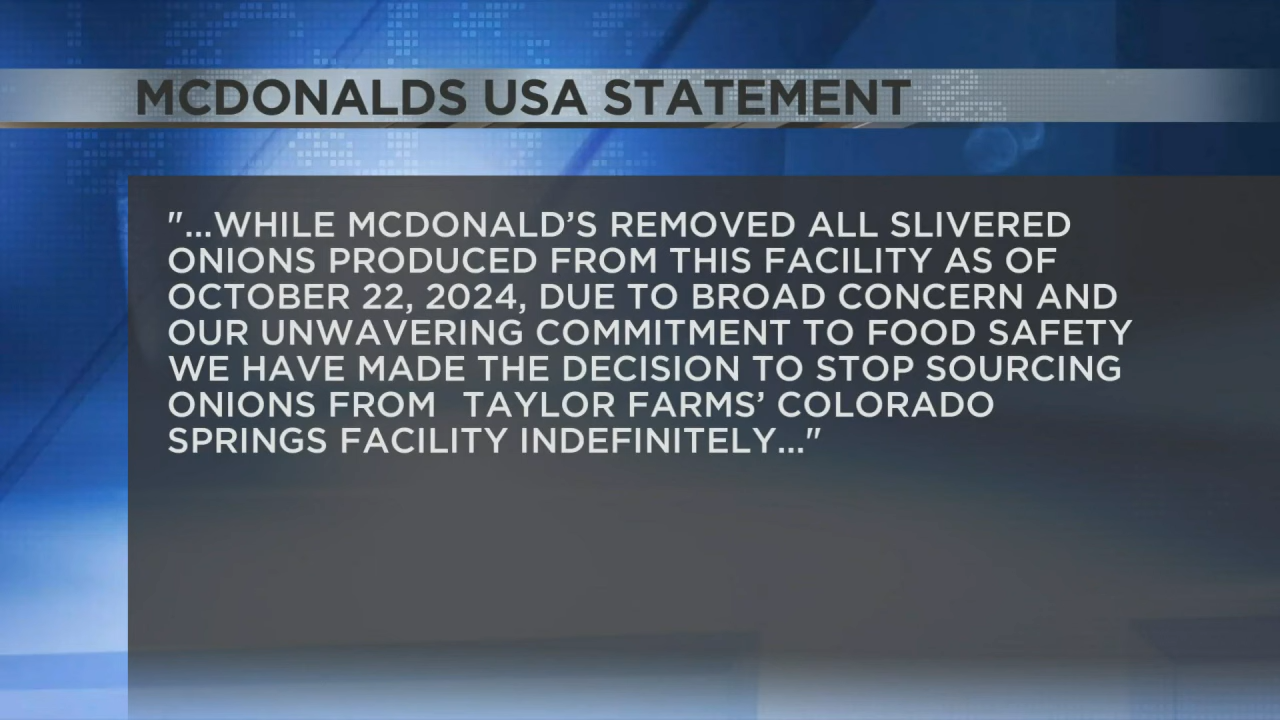 MCDONALDS USA STATEMENT
"...WHILE MCDONALD’S REMOVED ALL SLIVERED
ONIONS PRODUCED FROM THIS FACILITY AS OF
OCTOBER 22, 2024, DUE TO BROAD CONCERN AND
OUR UNWAVERING COMMITMENT TO FOOD SAFETY
WE HAVE MADE THE DECISION TO STOP SOURCING
ONIONS FROM  TAYLOR FARMS’ COLORADO
SPRINGS FACILITY INDEFINITELY..."